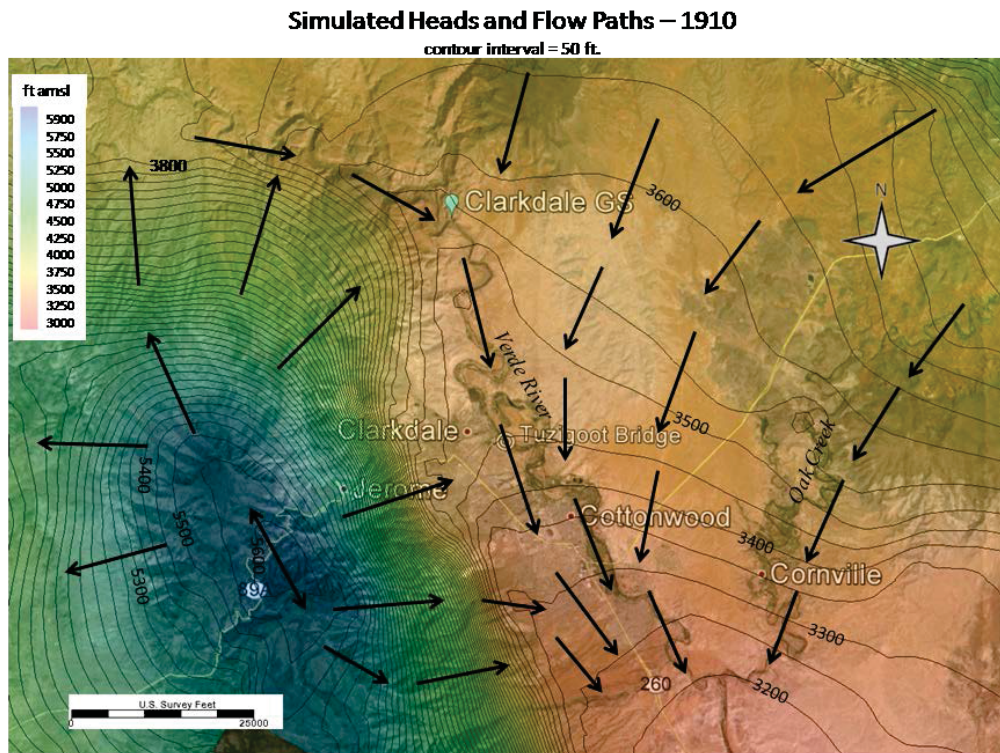 Simulated Heads and Flow Paths – 1910
contour interval = 50 ft.
ft amsl
5900
5750
5500
5250
5000
4750
4500
4250
4000
3750
3500
3250
3000
3800
Clarkdale GS
3600
N
Verde River
3500
Clarkdale
Tuzigoot Bridge
Oak Creek
5400
Jerome
5500
Cottonwood
3400
5600
5300
Cornville
3300
260
3200
U.S. Survey Feet
0
25000